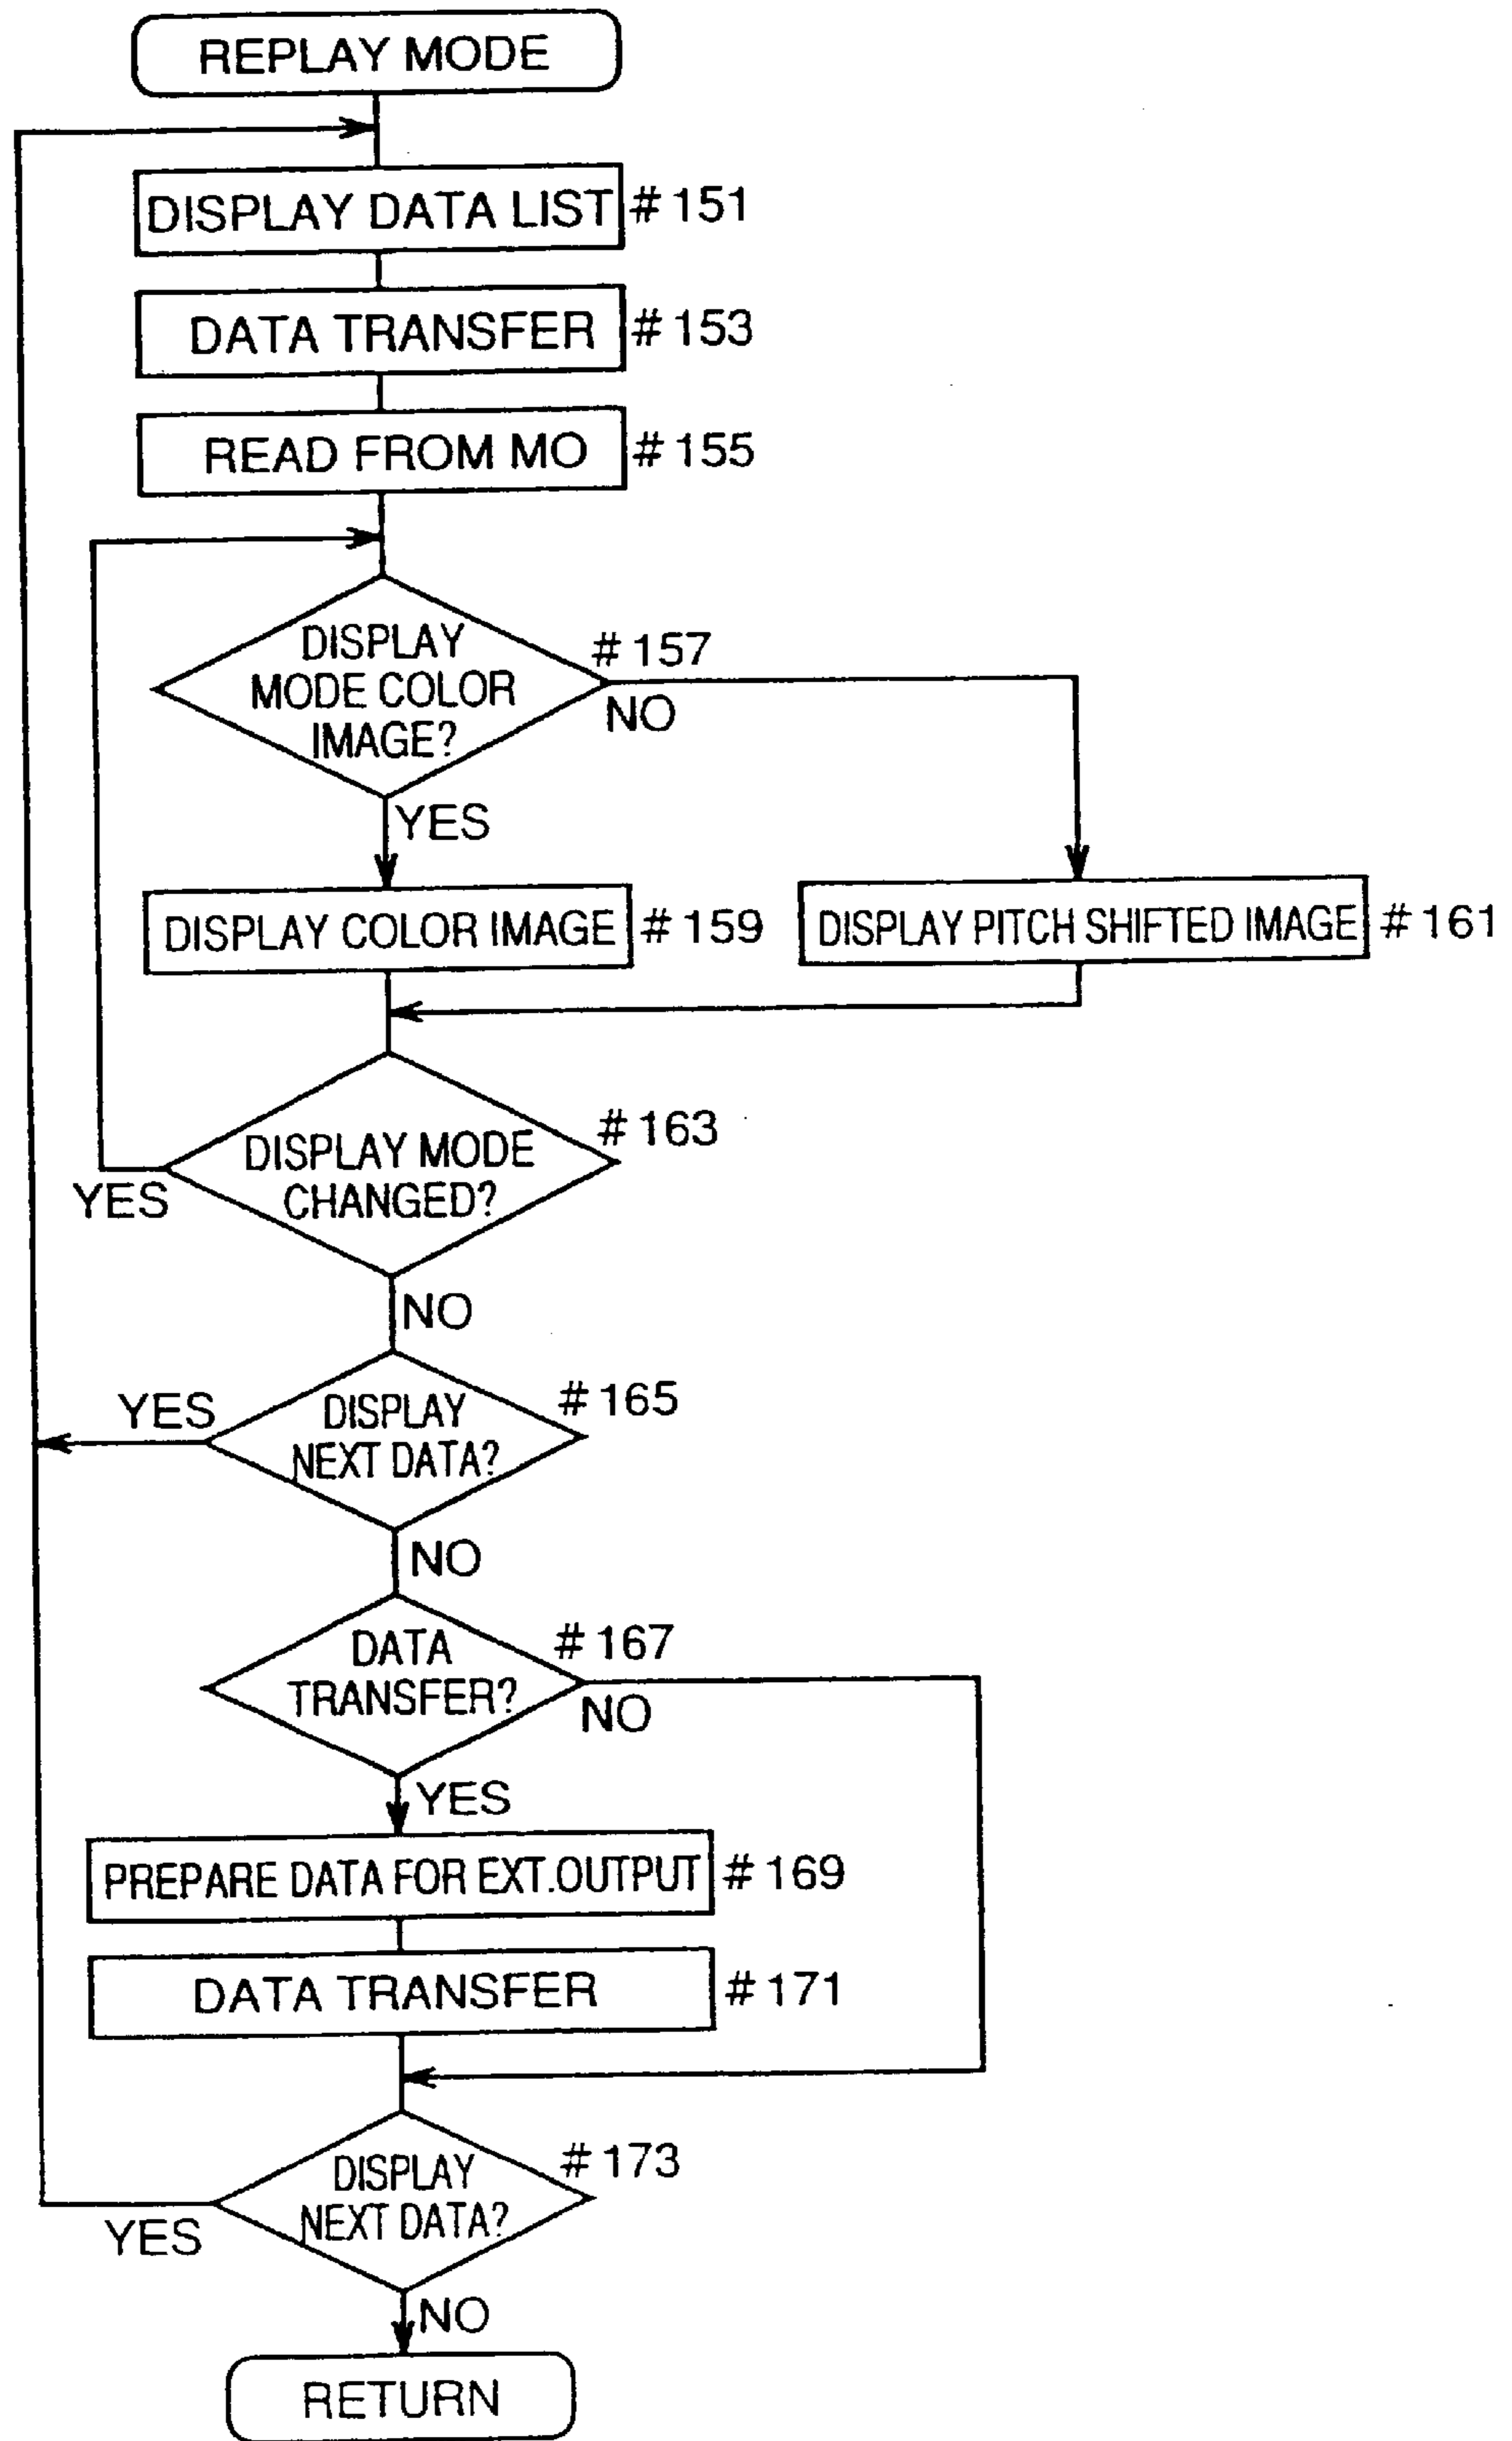 REPLAY MODE
DISPLAY DATA LIST #151
DATA TRANSFER #153
READ FROM MO #155
DISPLAY
MODE COLOR
IMAGE?
#157
NO
YES
DISPLAY COLOR IMAGE #159
DISPLAY PITCH SHIFTED IMAGE #161
DISPLAY MODE
CHANGED?
#163
YES
NO
DISPLAY
NEXT DATA?
#165
YES
NO
DATA
TRANSFER?
#167
NO
YES
PREPARE DATA FOR EXT.OUTPUT #169
DATA TRANSFER #171
DISPLAY
NEXT DATA?
#173
YES
NO
RETURN